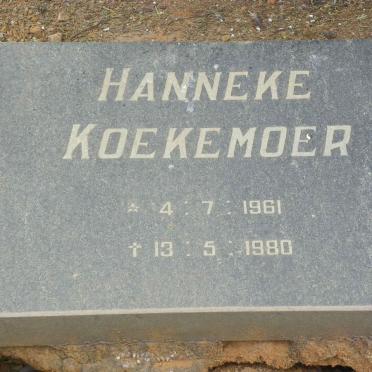 HANNEKE
KOEKEMOER
☆ 4 : 7 : 1961
✝ 13 : 5 : 1980